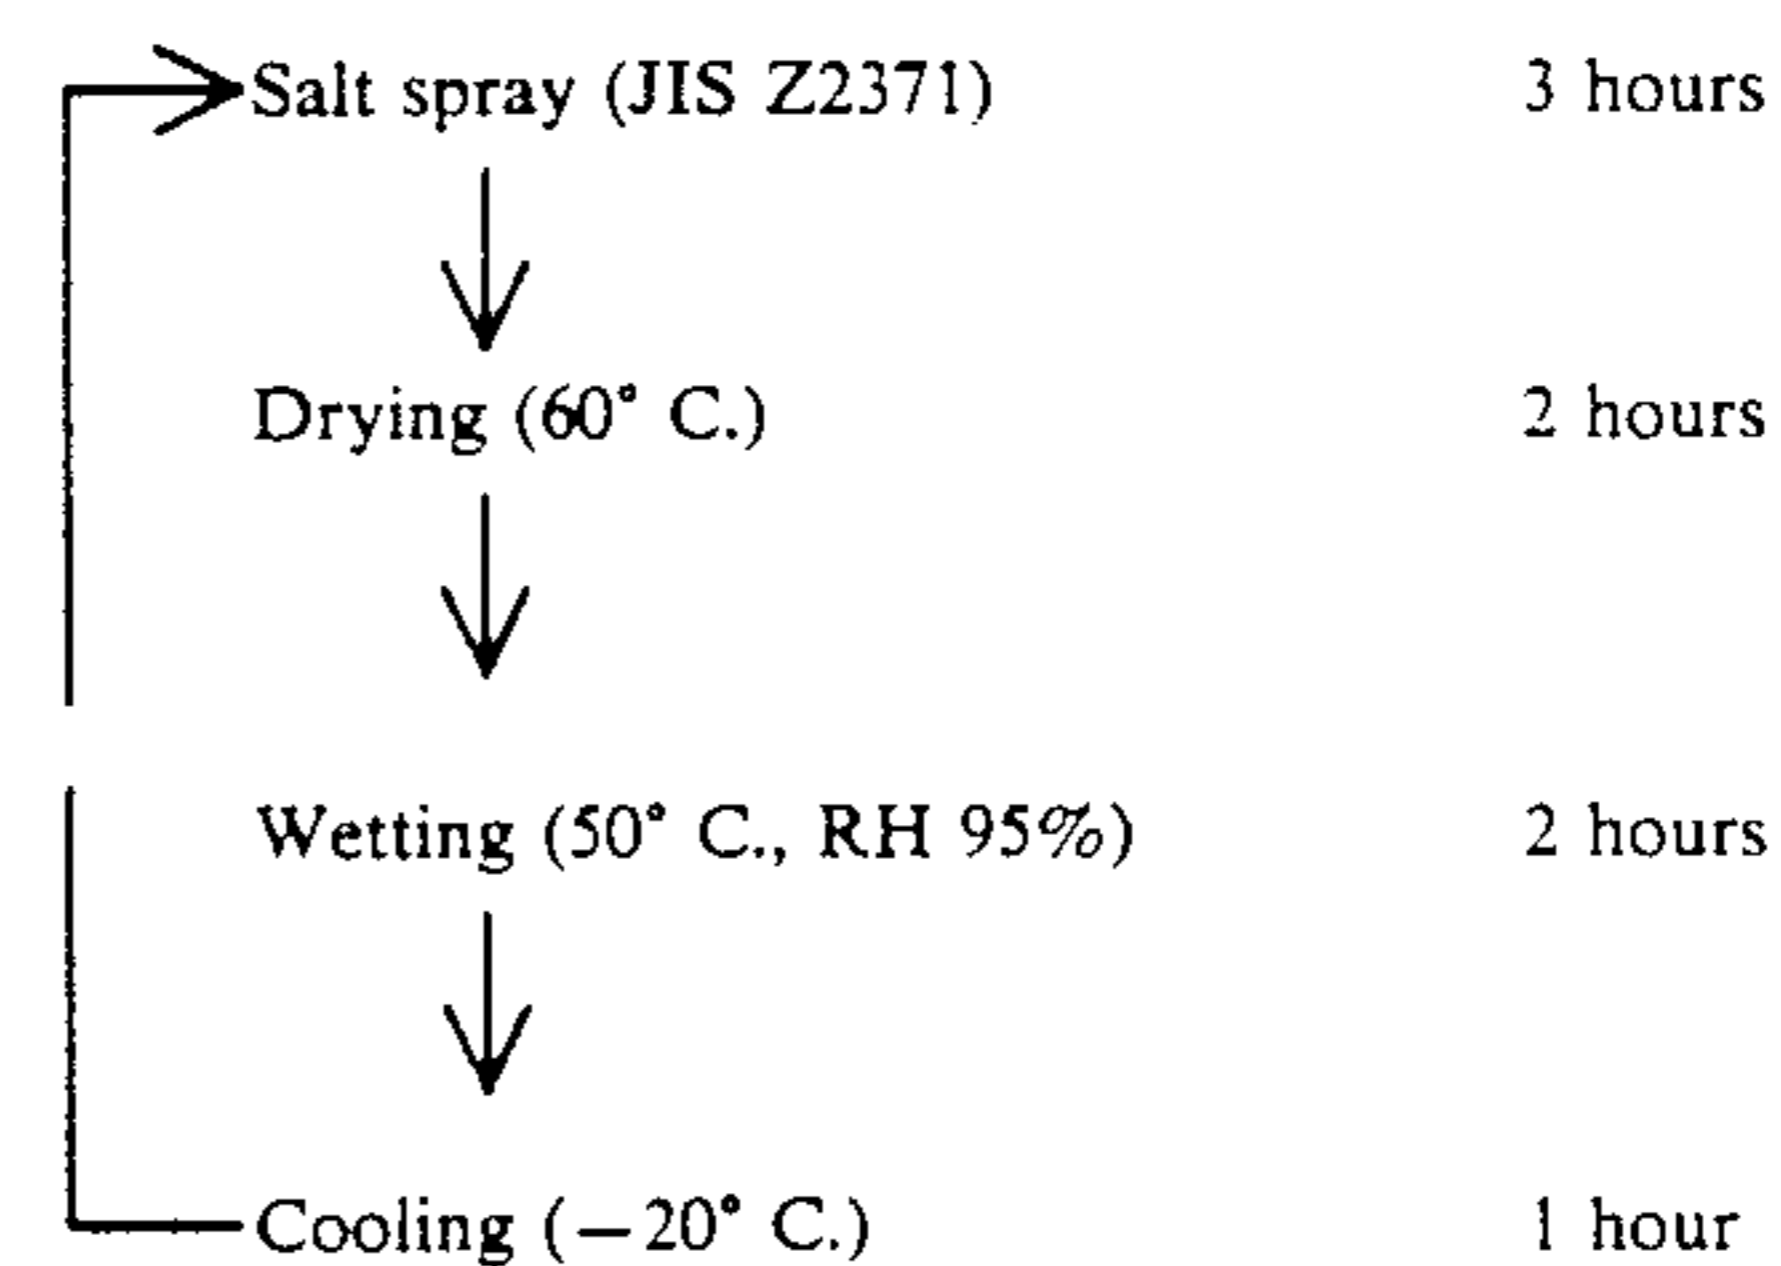 Salt spray (JIS Z2371) 3 hours
Drying (60° C.) 2 hours
Wetting (50° C., RH 95%) 2 hours
Cooling (−20° C.) 1 hour